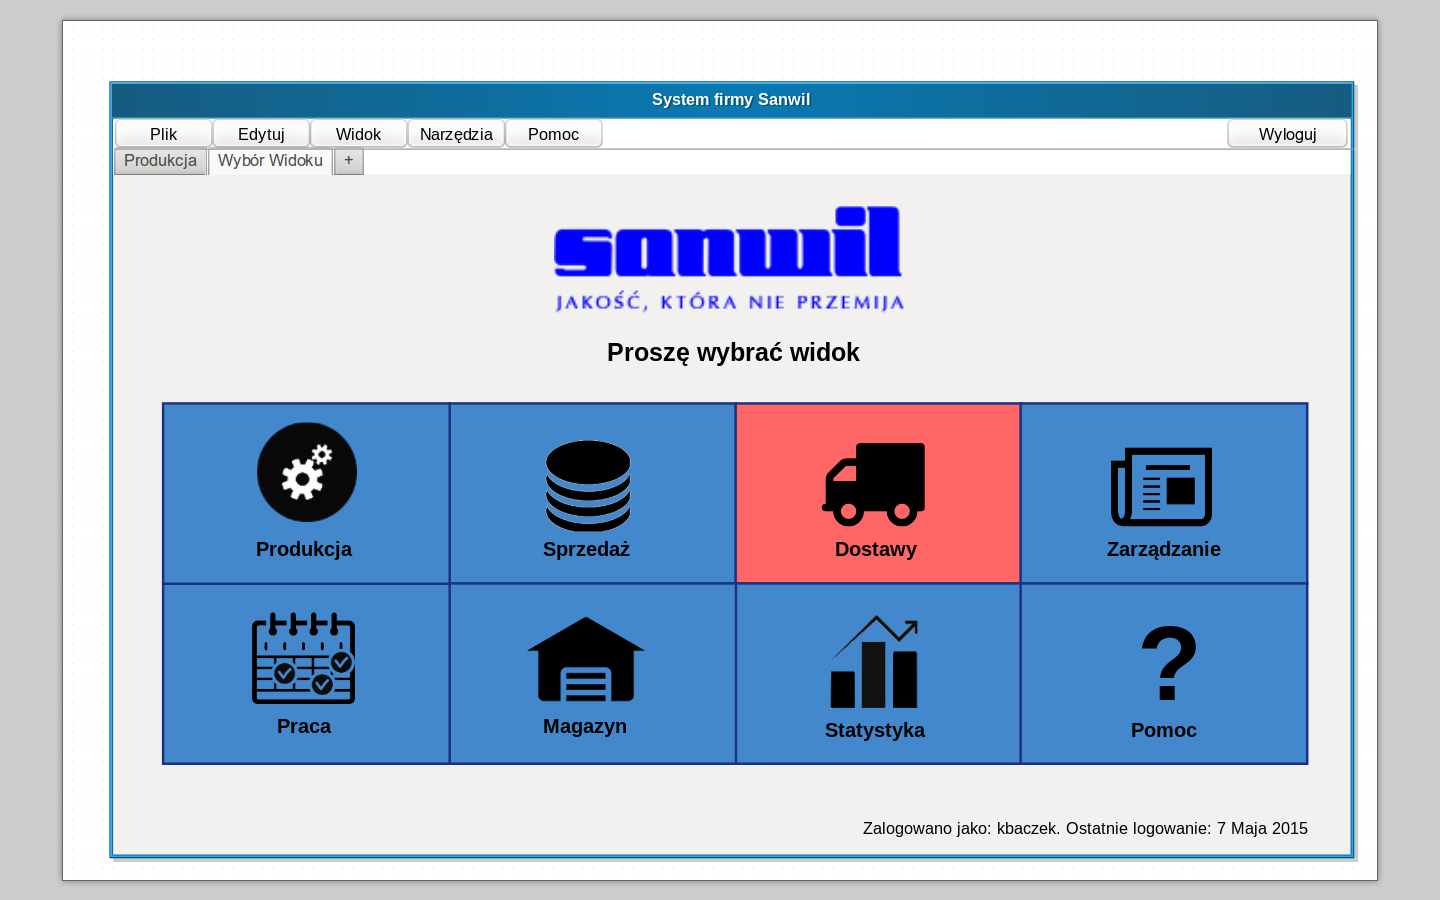 System firmy Sanwil
Plik Edytuj Widok Narzędzia Pomoc Wyloguj
Produkcja Wybór Widoku +
sanwil
JAKOŚĆ, KTÓRA NIE PRZEMIJA
Proszę wybrać widok
Produkcja Sprzedaż Dostawy Zarządzanie
?
Praca Magazyn Statystyka Pomoc
Zalogowano jako: kbaczek. Ostatnie logowanie: 7 Maja 2015